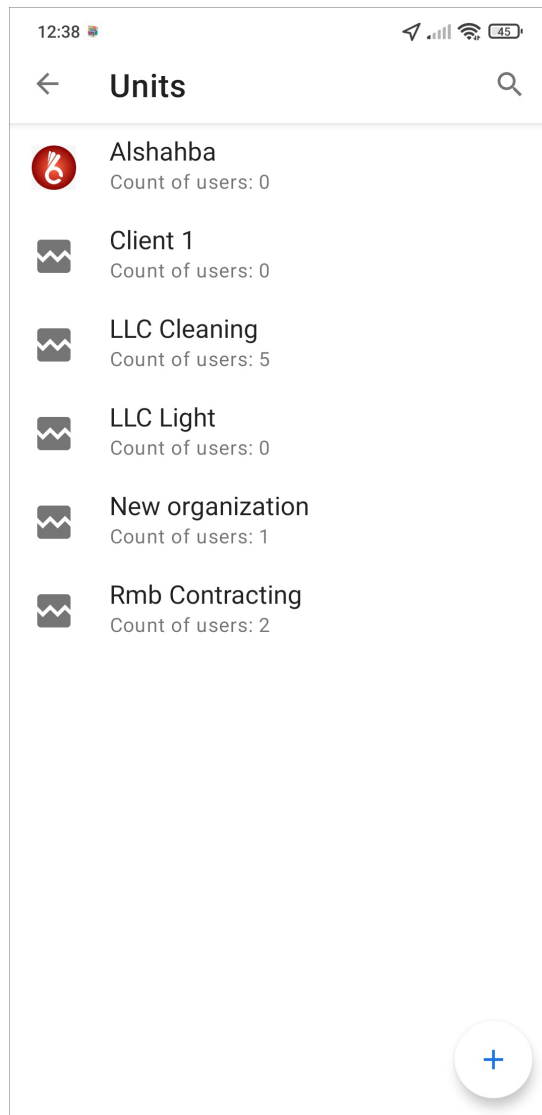 12:38
45
Units
Alshahba
Count of users: 0
Client 1
Count of users: 0
LLC Cleaning
Count of users: 5
LLC Light
Count of users: 0
New organization
Count of users: 1
Rmb Contracting
Count of users: 2